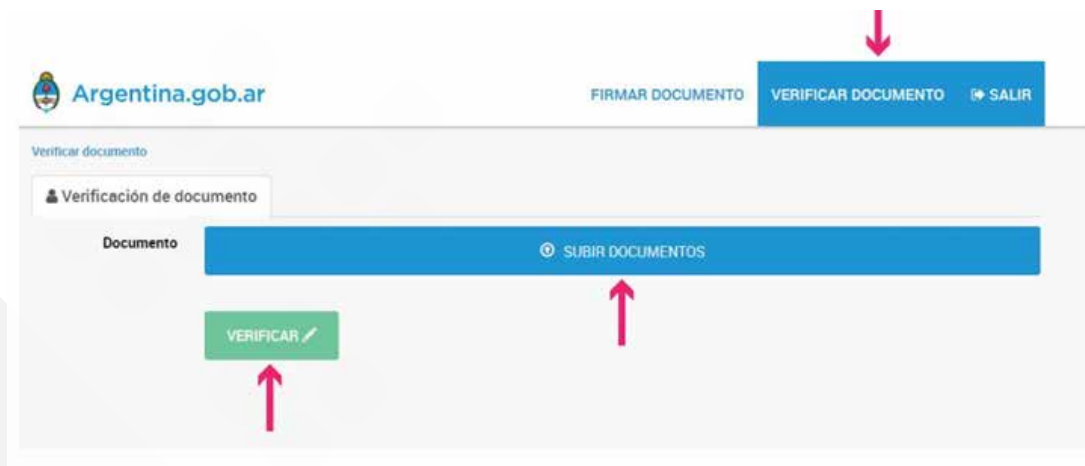 Argentina.gob.ar
FIRMAR DOCUMENTO
VERIFICAR DOCUMENTO
SALIR
Verificar documento
Verificación de documento
Documento
SUBIR DOCUMENTOS
VERIFICAR